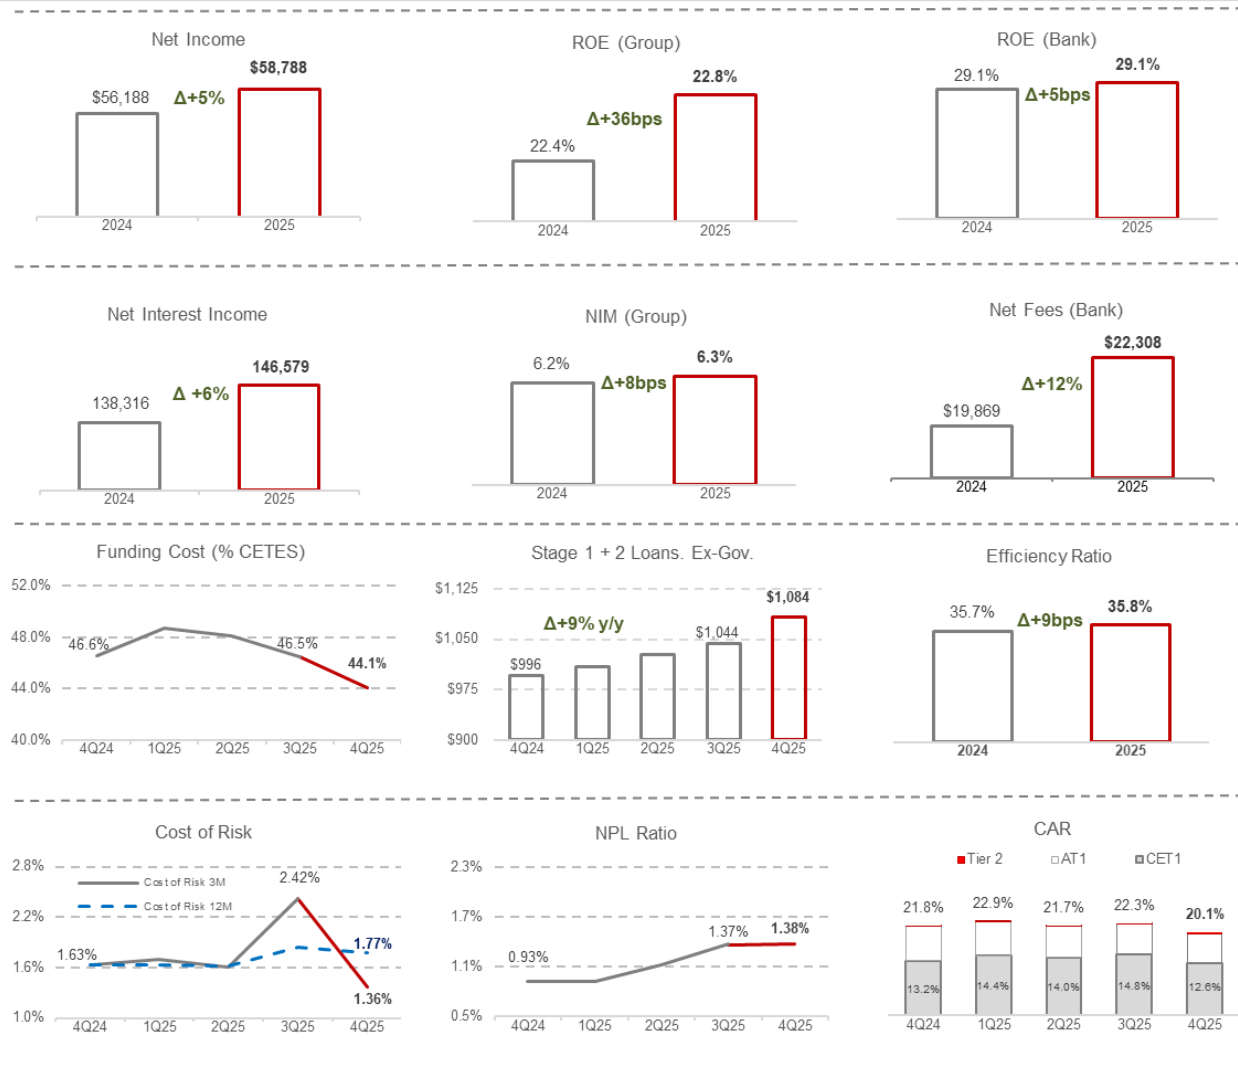 Net Income
$56,188
Δ+5%
$58,788
2024
2025
ROE (Group)
22.4%
Δ+36bps
22.8%
2024
2025
ROE (Bank)
29.1%
Δ+5bps
29.1%
2024
2025
Net Interest Income
138,316
Δ +6%
146,579
2024
2025
NIM (Group)
6.2%
Δ+8bps
6.3%
2024
2025
Net Fees (Bank)
$19,869
Δ+12%
$22,308
2024
2025
Funding Cost (% CETES)
52.0%
48.0%
44.0%
40.0%
46.6%
46.5%
44.1%
4Q24
1Q25
2Q25
3Q25
4Q25
Stage 1 + 2 Loans. Ex-Gov.
$1,125
$1,050
$975
$900
Δ+9% y/y
$996
$1,044
$1,084
4Q24
1Q25
2Q25
3Q25
4Q25
Efficiency Ratio
35.7%
Δ+9bps
35.8%
2024
2025
Cost of Risk
2.8%
2.2%
1.6%
1.0%
Cost of Risk 3M
Cost of Risk 12M
1.63%
2.42%
1.77%
1.36%
4Q24
1Q25
2Q25
3Q25
4Q25
NPL Ratio
2.3%
1.7%
1.1%
0.5%
0.93%
1.37%
1.38%
4Q24
1Q25
2Q25
3Q25
4Q25
CAR
Tier 2
AT1
CET1
21.8%
22.9%
21.7%
22.3%
20.1%
13.2%
14.4%
14.0%
14.8%
12.6%
4Q24
1Q25
2Q25
3Q25
4Q25